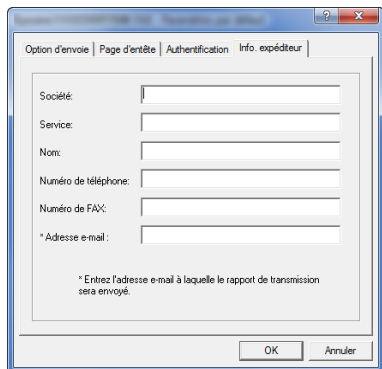 Option d'envoie Page d'entête Authentification Info. expéditeur
Société:
Service:
Nom:
Numéro de téléphone:
Numéro de FAX:
* Adresse e-mail :
* Entrez l'adresse e-mail à laquelle le rapport de transmission
sera envoyé.
OK Annuler